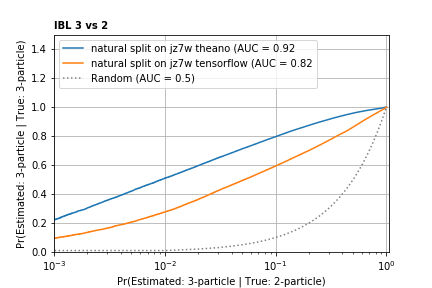 IBL 3 vs 2
natural split on jz7w theano (AUC = 0.92
natural split on jz7w tensorflow (AUC = 0.82
Random (AUC = 0.5)
Pr(Estimated: 3-particle | True: 3-particle)
1.4
1.2
1.0
0.8
0.6
0.4
0.2
0.0
10⁻³ 10⁻² 10⁻¹ 10⁰
Pr(Estimated: 3-particle | True: 2-particle)